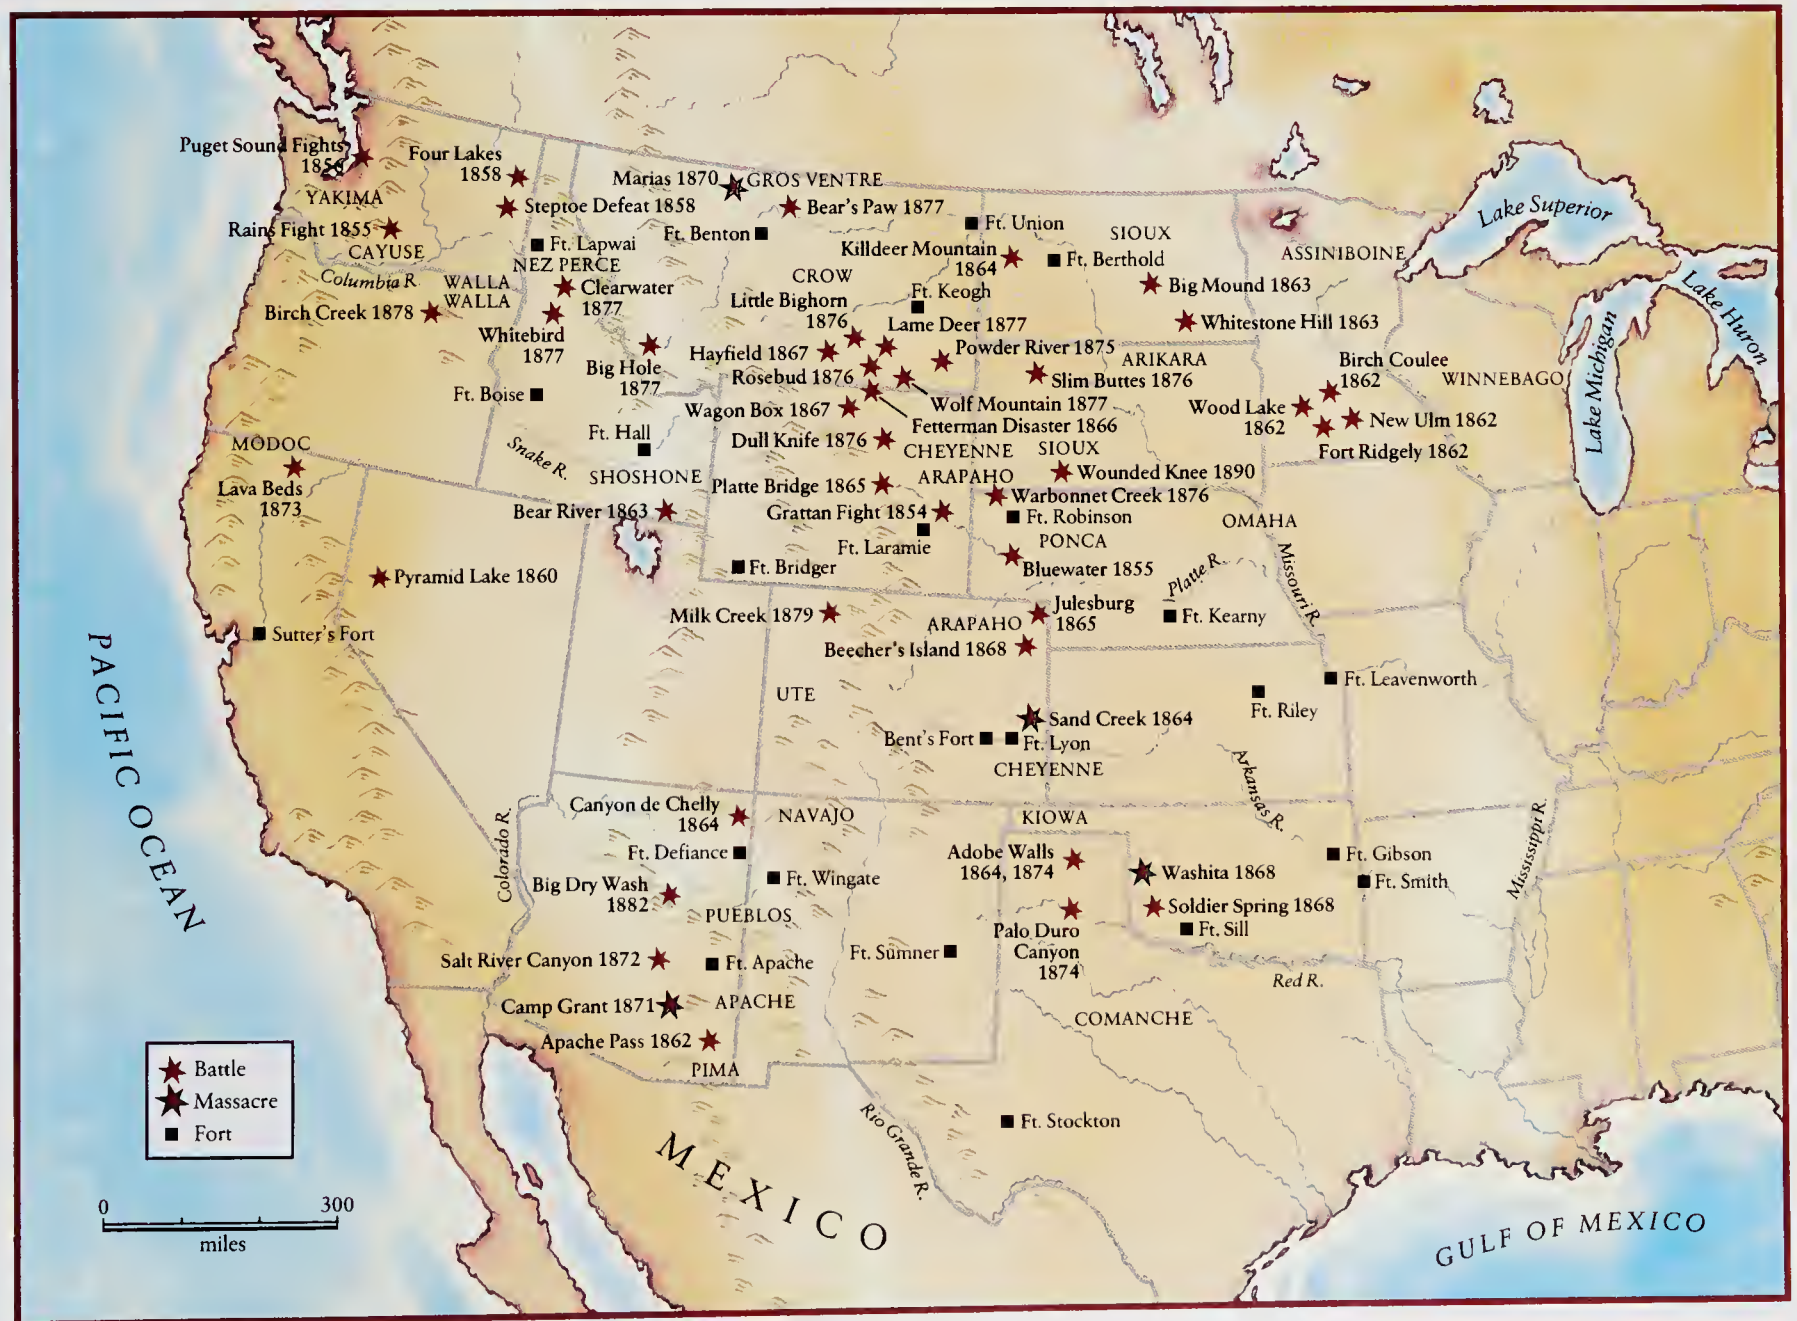 Puget Sound Fights
1856
Four Lakes
1858
Marias 1870
GROS VENTRE
YAKIMA
Steptoe Defeat 1858
Bear's Paw 1877
Rains Fight 1855
Ft. Lapwai
Ft. Benton
Ft. Union
SIOUX
CAYUSE
NEZ PERCE
Killdeer Mountain
1864
Ft. Berthold
ASSINIBOINE
Lake Superior
Columbia R.
WALLA
WALLA
Clearwater
1877
CROW
Ft. Keogh
Big Mound 1863
Lake Huron
Birch Creek 1878
Whitebird
1877
Little Bighorn
1876
Lame Deer 1877
Whitestone Hill 1863
Lake Michigan
Big Hole
1877
Hayfield 1867
Powder River 1875
ARIKARA
Birch Coulee
1862
WINNEBAGO
Rosebud 1876
Slim Buttes 1876
Ft. Boise
Wagon Box 1867
Wolf Mountain 1877
Wood Lake
1862
New Ulm 1862
Fetterman Disaster 1866
MODOC
Ft. Hall
Dull Knife 1876
CHEYENNE
SIOUX
Fort Ridgely 1862
Snake R.
Lava Beds
1873
SHOSHONE
Platte Bridge 1865
ARAPAHO
Wounded Knee 1890
Warbonnet Creek 1876
Bear River 1863
Grattan Fight 1854
Ft. Robinson
OMAHA
Ft. Laramie
PONCA
Missouri R.
Pyramid Lake 1860
Ft. Bridger
Bluewater 1855
Platte R.
Milk Creek 1879
ARAPAHO
Julesburg
1865
Ft. Kearny
Sutter's Fort
Beecher's Island 1868
PACIFIC OCEAN
UTE
Ft. Leavenworth
Ft. Riley
Sand Creek 1864
Bent's Fort
Ft. Lyon
CHEYENNE
Arkansas R.
Canyon de Chelly
1864
NAVAJO
KIOWA
Colorado R.
Mississippi R.
Ft. Defiance
Adobe Walls
1864, 1874
Ft. Gibson
Big Dry Wash
1882
Ft. Wingate
Washita 1868
Ft. Smith
PUEBLOS
Soldier Spring 1868
Palo Duro
Canyon
1874
Ft. Sill
Salt River Canyon 1872
Ft. Apache
Ft. Sumner
Red R.
Camp Grant 1871
APACHE
COMANCHE
Apache Pass 1862
PIMA
Battle
Massacre
Fort
Rio Grande R.
Ft. Stockton
MEXICO
0 300
miles
GULF OF MEXICO